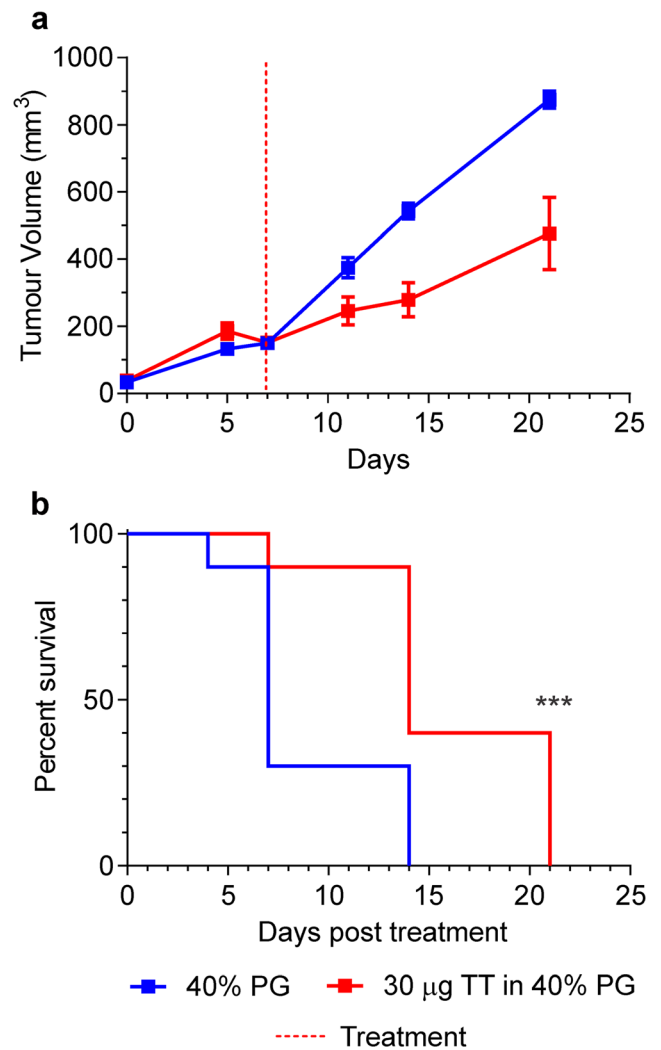 a
1000
800
600
400
200
0
Tumour Volume (mm³)
0 5 10 15 20 25
Days
b
100
50
0
Percent survival
***
0 5 10 15 20 25
Days post treatment
40% PG 30 μg TT in 40% PG
Treatment